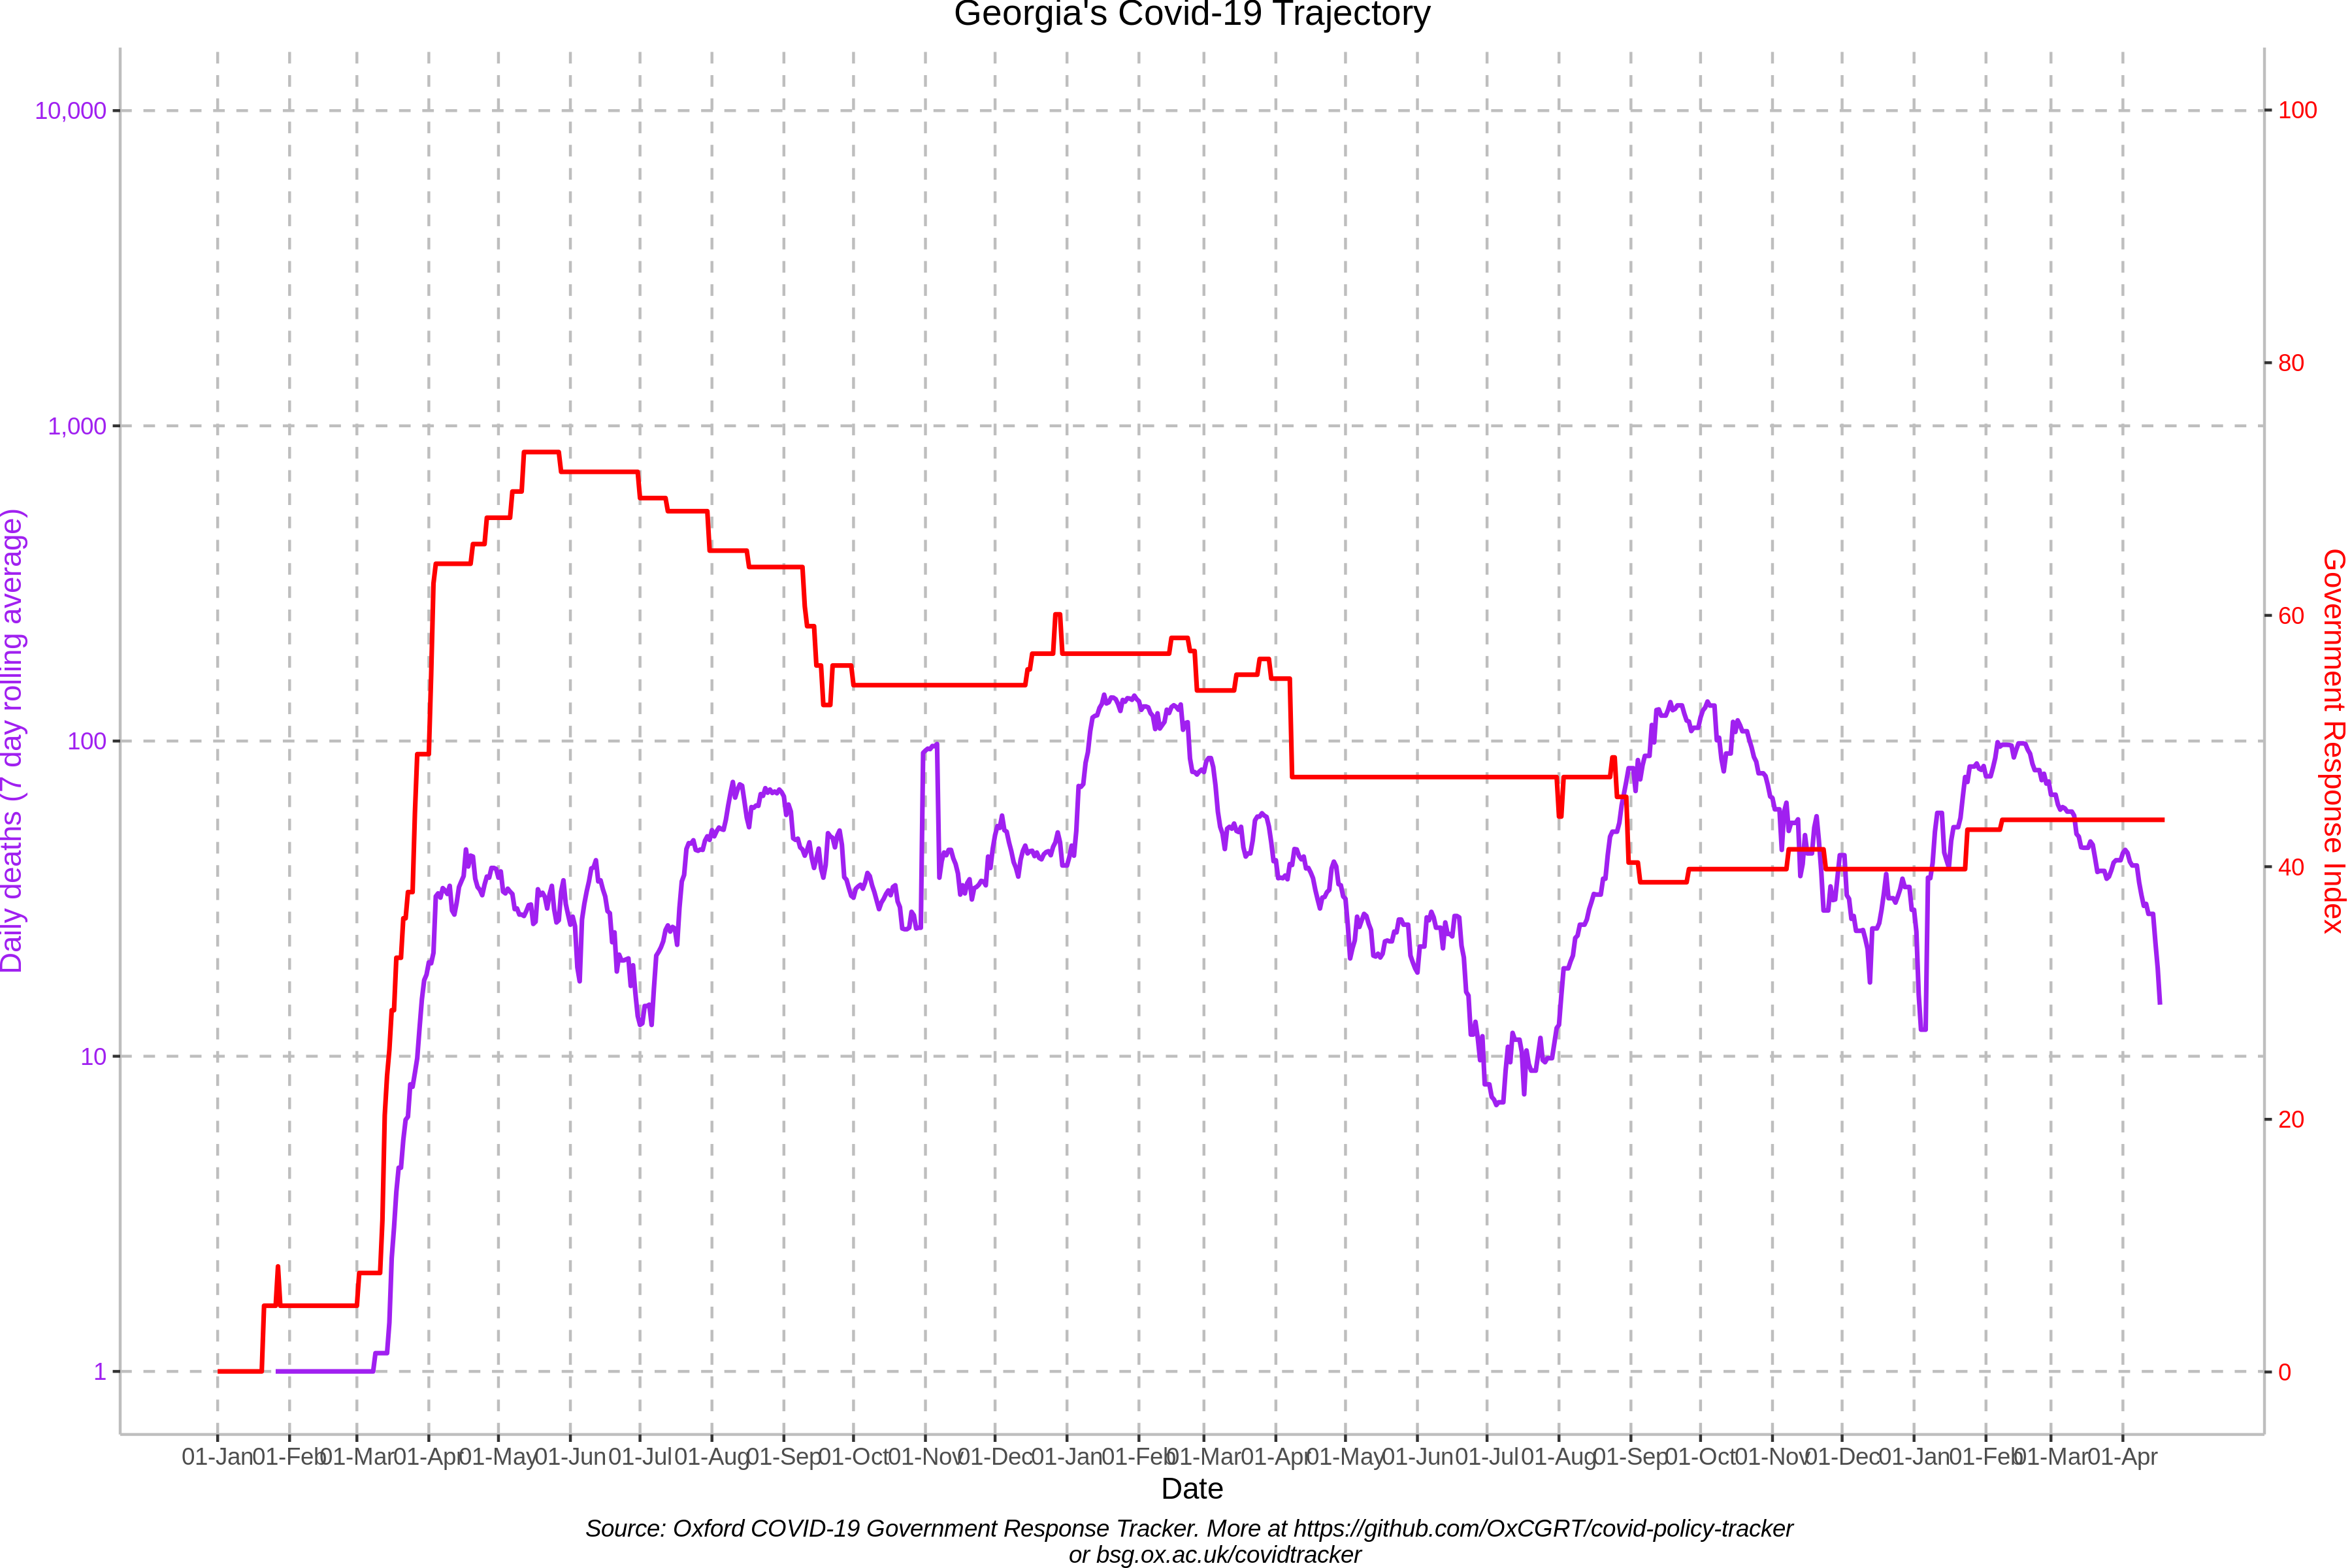 Georgia's Covid-19 Trajectory
10,000
1,000
100
10
1
Daily deaths (7 day rolling average)
100
80
60
40
20
0
Government Response Index
01-Jan 01-Feb 01-Mar 01-Apr 01-May 01-Jun 01-Jul 01-Aug 01-Sep 01-Oct 01-Nov 01-Dec 01-Jan 01-Feb 01-Mar 01-Apr 01-May 01-Jun 01-Jul 01-Aug 01-Sep 01-Oct 01-Nov 01-Dec 01-Jan 01-Feb 01-Mar 01-Apr
Date
Source: Oxford COVID-19 Government Response Tracker. More at https://github.com/OxCGRT/covid-policy-tracker
or bsg.ox.ac.uk/covidtracker